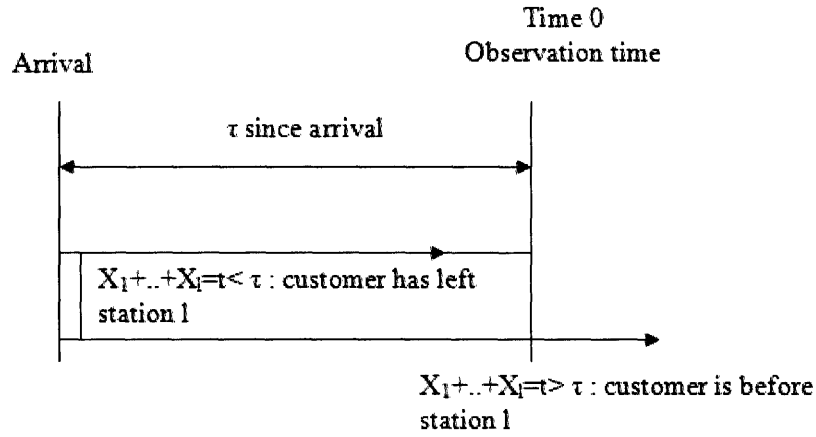 Time 0
Observation time
Arrival
τ since arrival
X₁+..+Xₗ=t< τ : customer has left
station l
X₁+..+Xₗ=t> τ : customer is before
station l